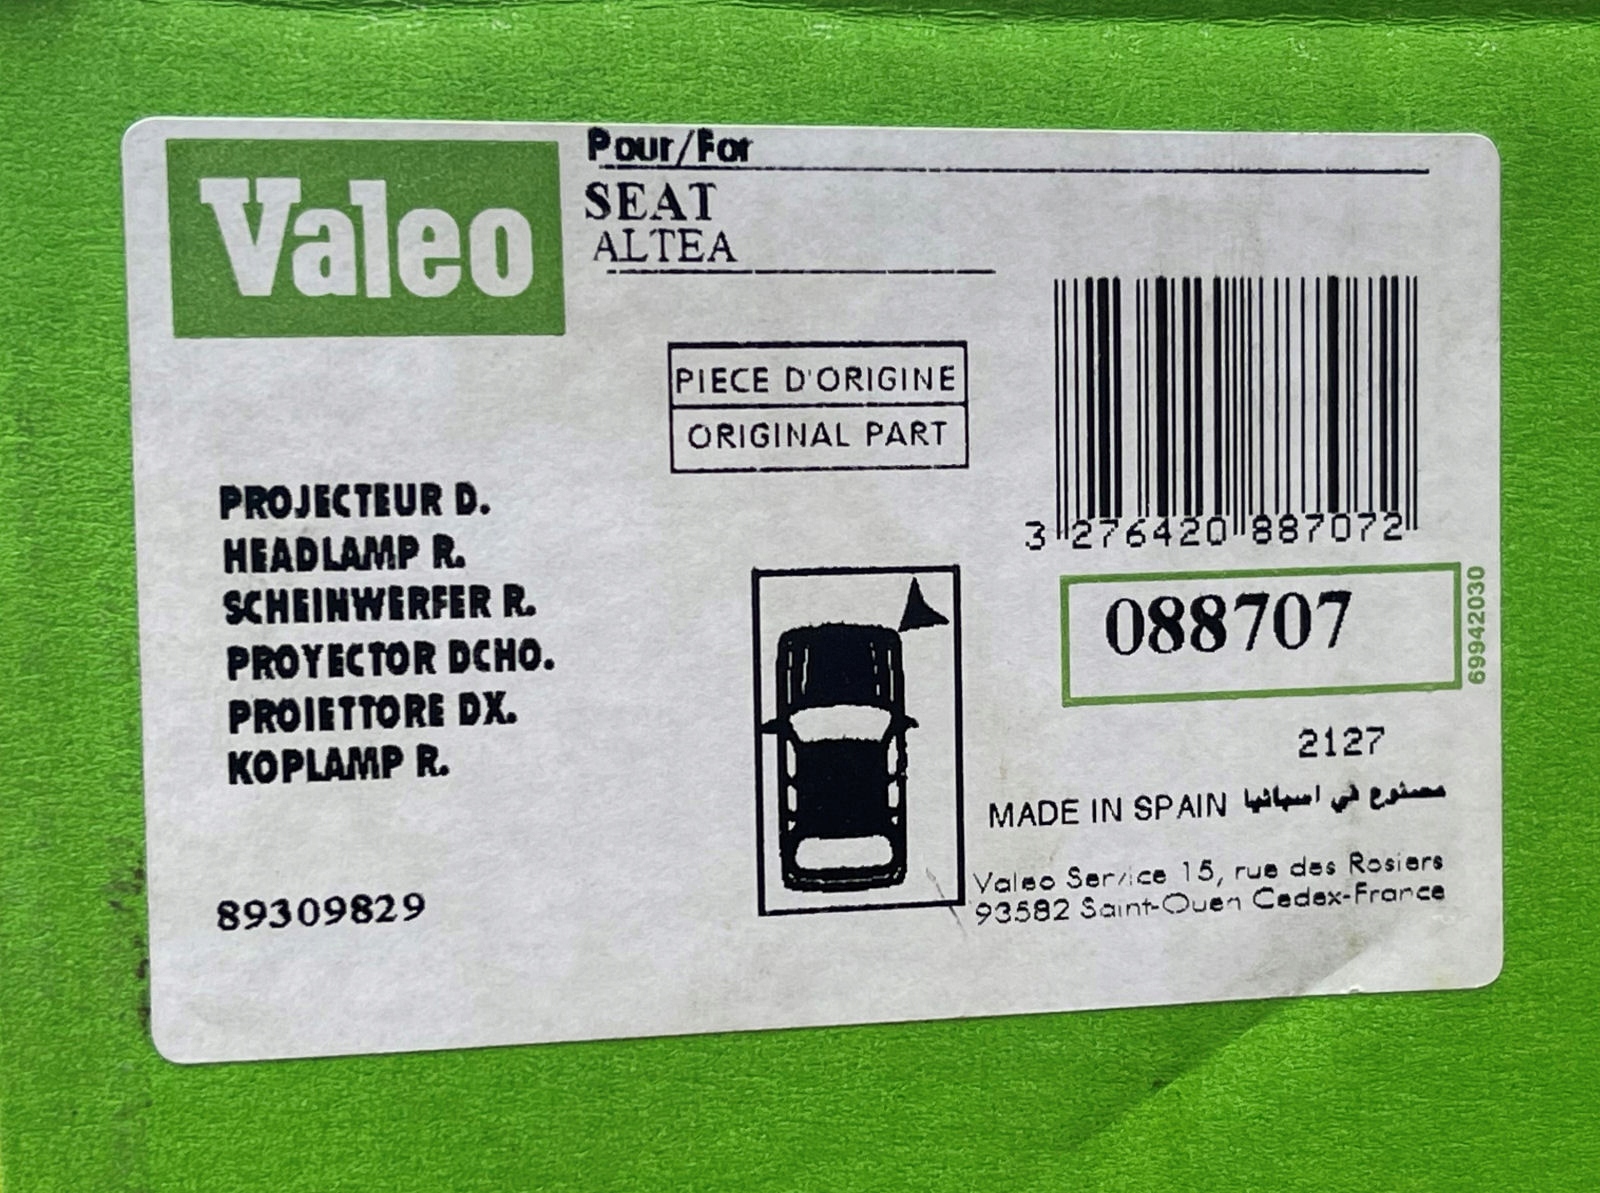 Valeo
Pour/For
SEAT
ALTEA
PIECE D'ORIGINE
ORIGINAL PART
PROJECTEUR D.
HEADLAMP R.
SCHEINWERFER R.
PROYECTOR DCHO.
PROIETTORE DX.
KOPLAMP R.
89309829
3 276420 887072
088707
69942030
2127
MADE IN SPAIN مصنوع في اسبانيا
Valeo Service 15, rue des Rosiers
93582 Saint-Ouen Cedex-France